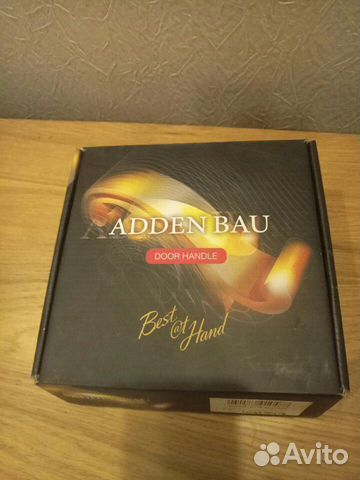 ADDEN BAU
DOOR HANDLE
Best @t Hand
Avito